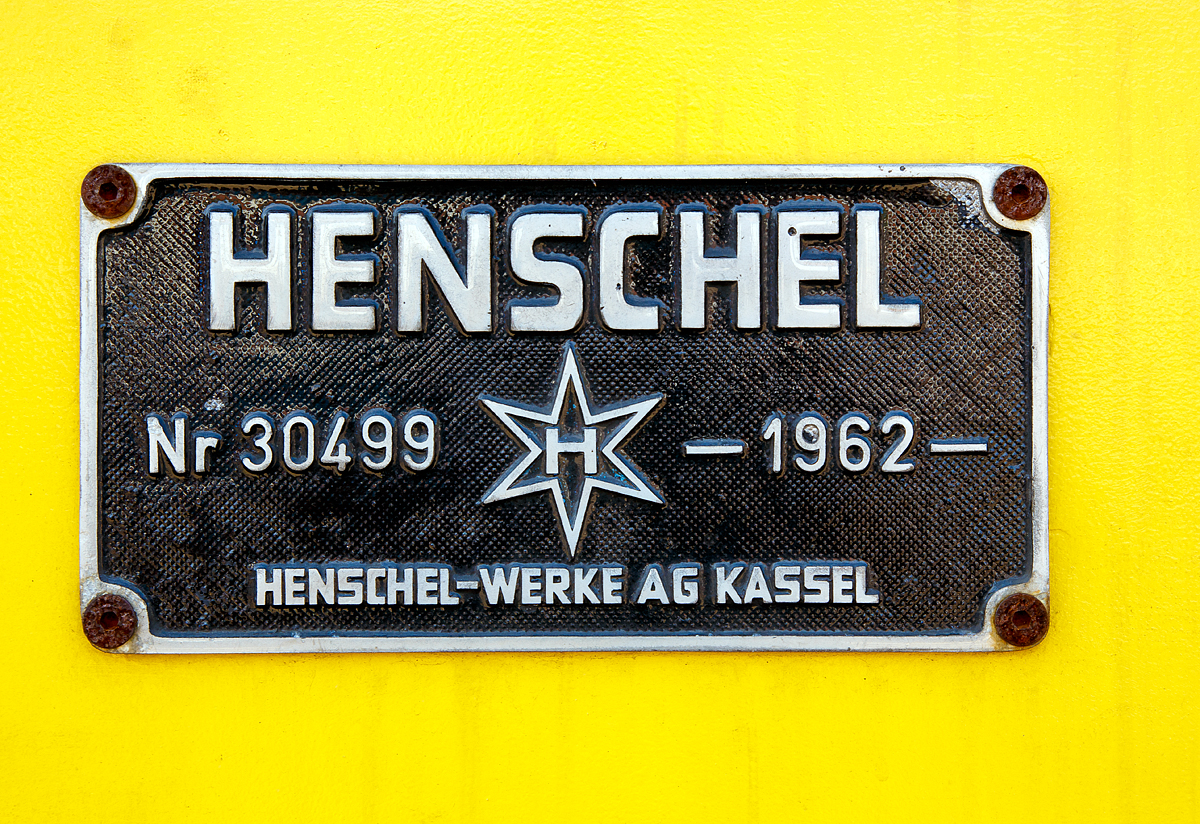 HENSCHEL
Nr 30499 H — 1962 —
HENSCHEL-WERKE AG KASSEL